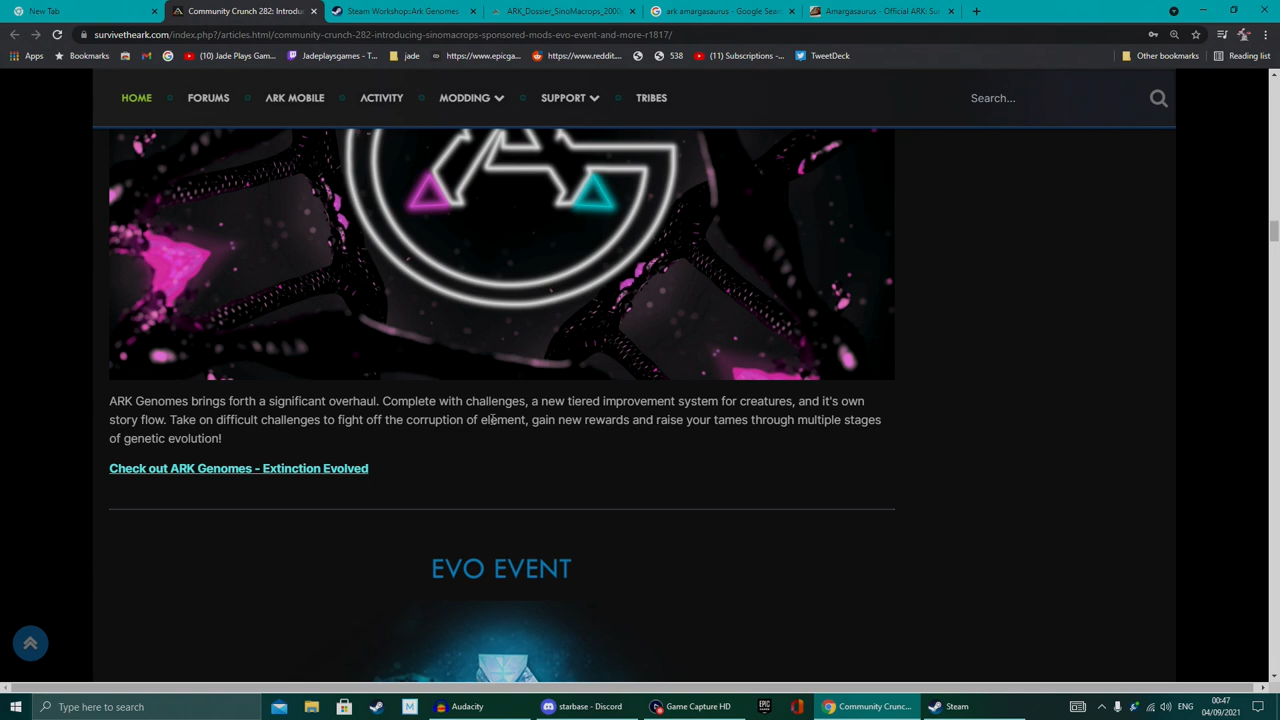 New Tab
Community Crunch 282: Introdu
Steam Workshop::Ark Genomes
ARK_Dossier_SinoMacrops_2000
ark amargasaurus - Google Sear
Amargasaurus - Official ARK: Su
survivetheark.com/index.php?/articles.html/community-crunch-282-introducing-sinomacrops-sponsored-mods-evo-event-and-more-r1817/
Apps
Bookmarks
(10) Jade Plays Gam...
Jadeplaysgames - T...
jade
https://www.epicga...
https://www.reddit....
538
(11) Subscriptions -...
TweetDeck
Other bookmarks
Reading list
HOME
FORUMS
ARK MOBILE
ACTIVITY
MODDING
SUPPORT
TRIBES
Search...
ARK Genomes brings forth a significant overhaul. Complete with challenges, a new tiered improvement system for creatures, and it's own
story flow. Take on difficult challenges to fight off the corruption of element, gain new rewards and raise your tames through multiple stages
of genetic evolution!
Check out ARK Genomes - Extinction Evolved
EVO EVENT
Type here to search
Audacity
starbase - Discord
Game Capture HD
EPIC GAMES
Community Crunc...
Steam
ENG
00:47
04/09/2021